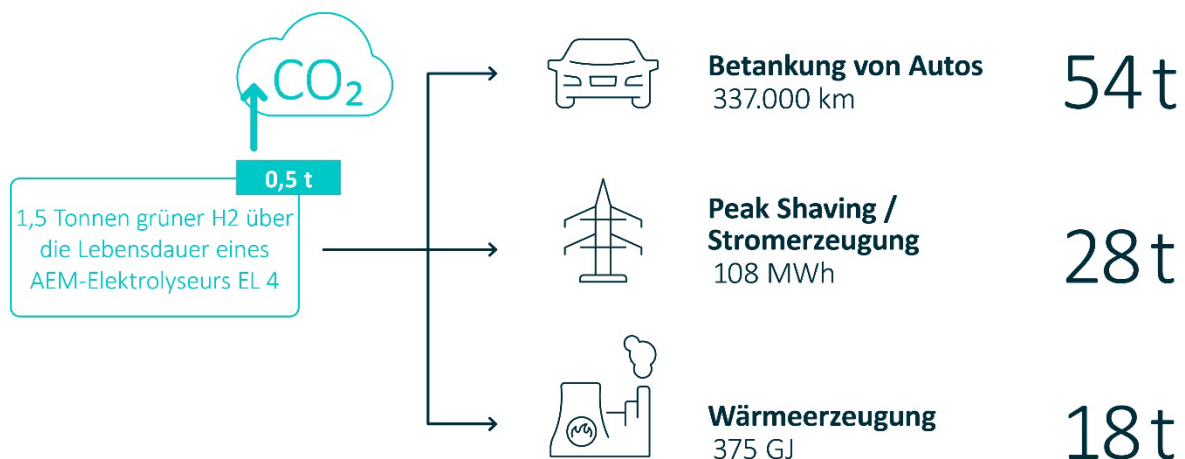 CO₂
0,5 t
1,5 Tonnen grüner H2 über
die Lebensdauer eines
AEM-Elektrolyseurs EL 4
Betankung von Autos
337.000 km
54 t
Peak Shaving /
Stromerzeugung
108 MWh
28 t
Wärmeerzeugung
375 GJ
18 t